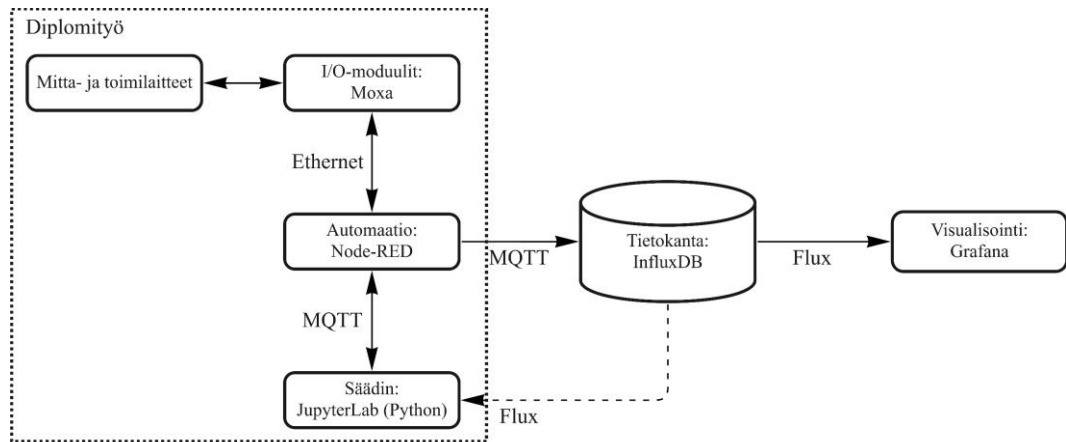 Diplomityö
Mitta- ja toimilaitteet
I/O-moduulit:
Moxa
Ethernet
Automaatio:
Node-RED
MQTT
Tietokanta:
InfluxDB
Flux
Visualisointi:
Grafana
MQTT
Säädin:
JupyterLab (Python)
Flux